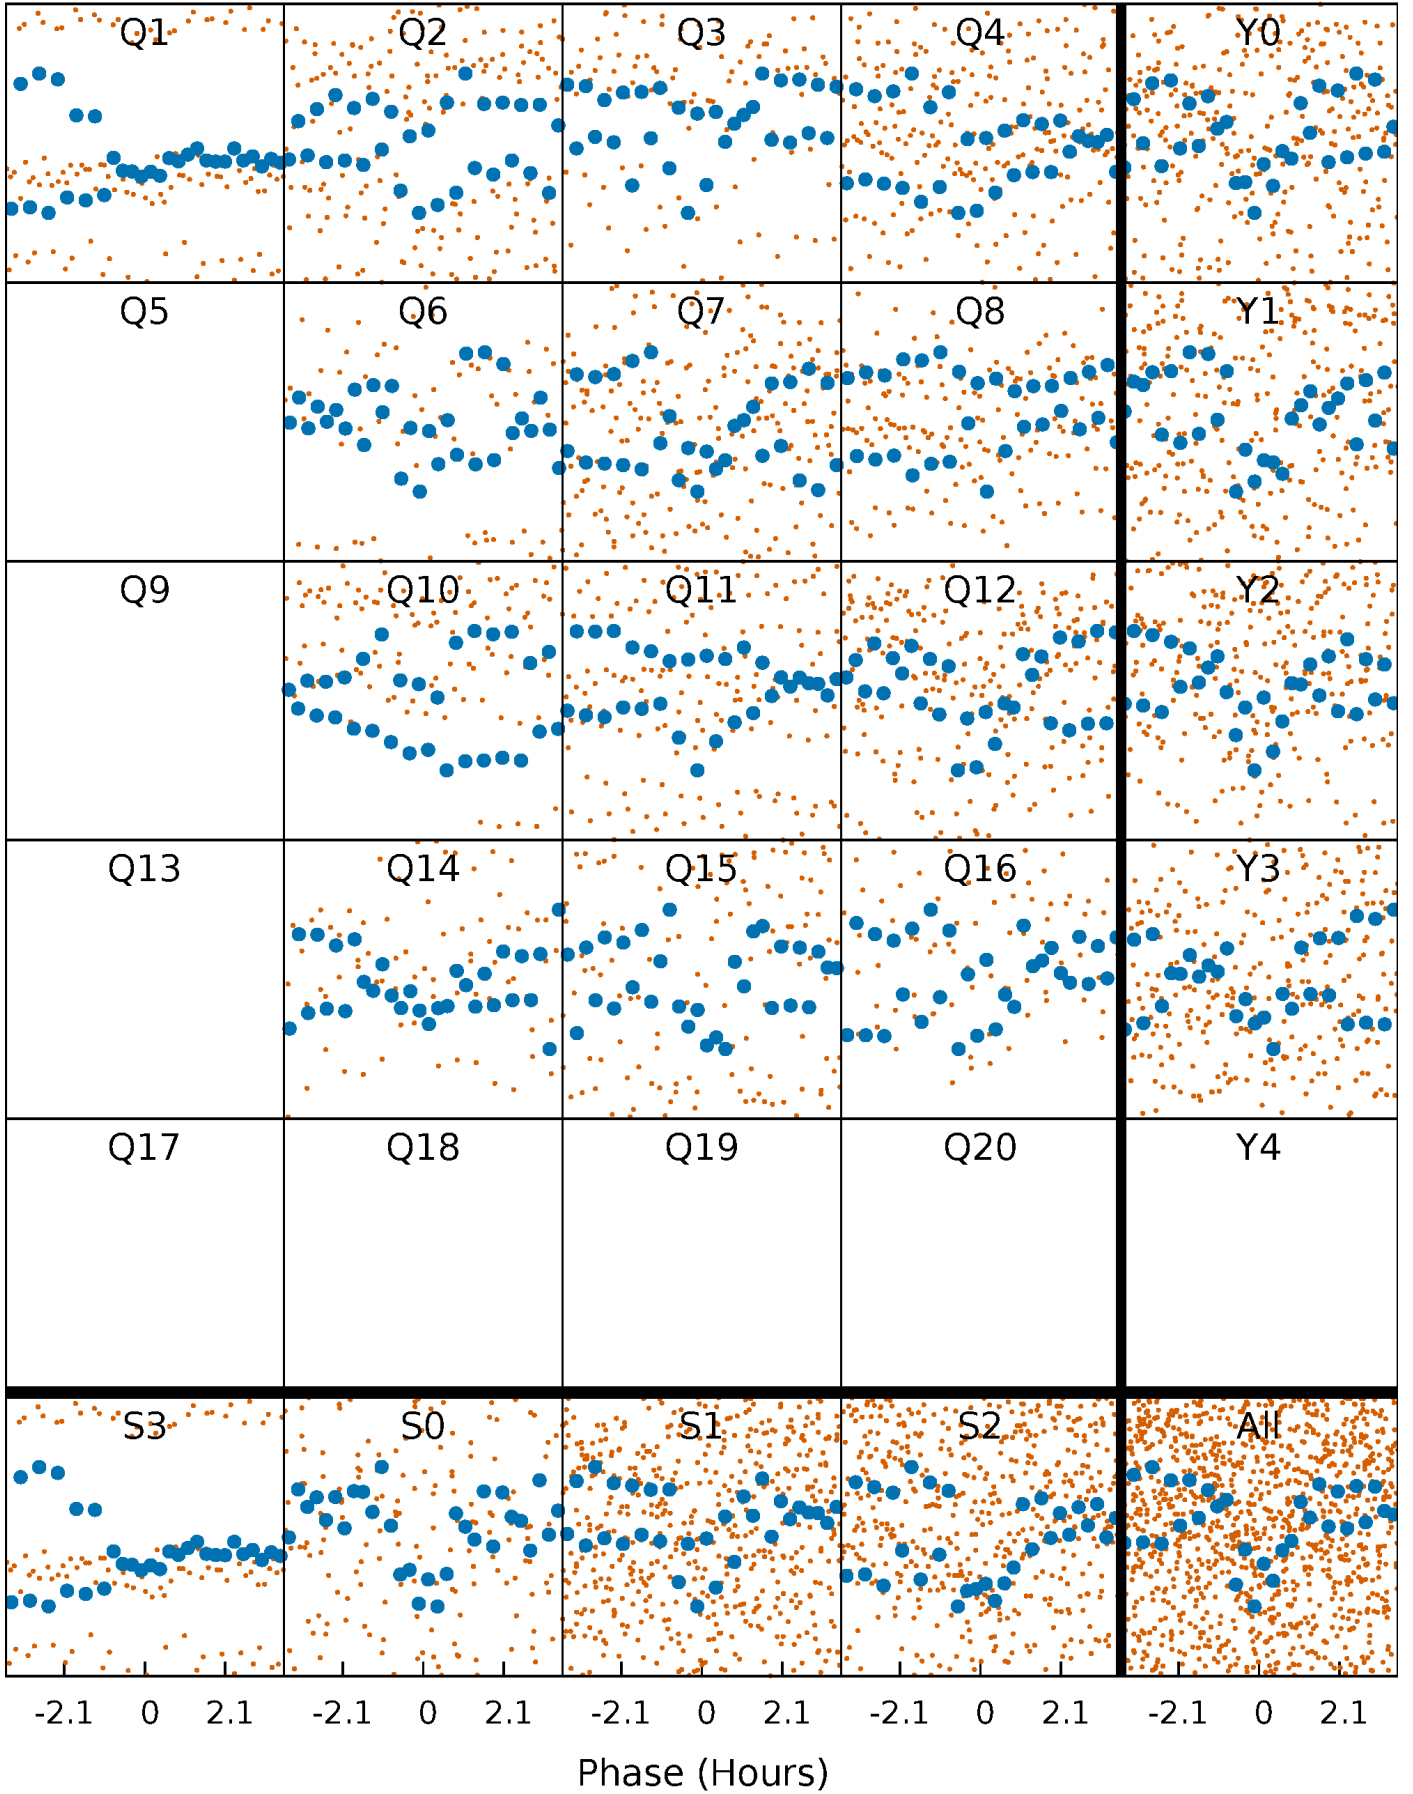 Q1 Q2 Q3 Q4 Y0
Q5 Q6 Q7 Q8 Y1
Q9 Q10 Q11 Q12 Y2
Q13 Q14 Q15 Q16 Y3
Q17 Q18 Q19 Q20 Y4
S3 S0 S1 S2 All
-2.1 0 2.1 -2.1 0 2.1 -2.1 0 2.1 -2.1 0 2.1 -2.1 0 2.1
Phase (Hours)